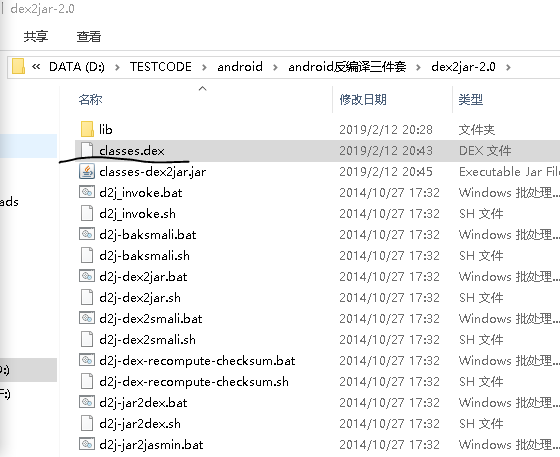 dex2jar-2.0
共享 查看
« DATA (D:) › TESTCODE › android › android反编译三件套 › dex2jar-2.0 ›
名称 修改日期 类型
lib 2019/2/12 20:28 文件夹
classes.dex 2019/2/12 20:43 DEX 文件
classes-dex2jar.jar 2019/2/12 20:45 Executable Jar File
d2j_invoke.bat 2014/10/27 17:32 Windows 批处理...
d2j_invoke.sh 2014/10/27 17:32 SH 文件
d2j-baksmali.bat 2014/10/27 17:32 Windows 批处理...
d2j-baksmali.sh 2014/10/27 17:32 SH 文件
d2j-dex2jar.bat 2014/10/27 17:32 Windows 批处理...
d2j-dex2jar.sh 2014/10/27 17:32 SH 文件
d2j-dex2smali.bat 2014/10/27 17:32 Windows 批处理...
d2j-dex2smali.sh 2014/10/27 17:32 SH 文件
d2j-dex-recompute-checksum.bat 2014/10/27 17:32 Windows 批处理...
d2j-dex-recompute-checksum.sh 2014/10/27 17:32 SH 文件
d2j-jar2dex.bat 2014/10/27 17:32 Windows 批处理...
d2j-jar2dex.sh 2014/10/27 17:32 SH 文件
d2j-jar2jasmin.bat 2014/10/27 17:32 Windows 批处理...